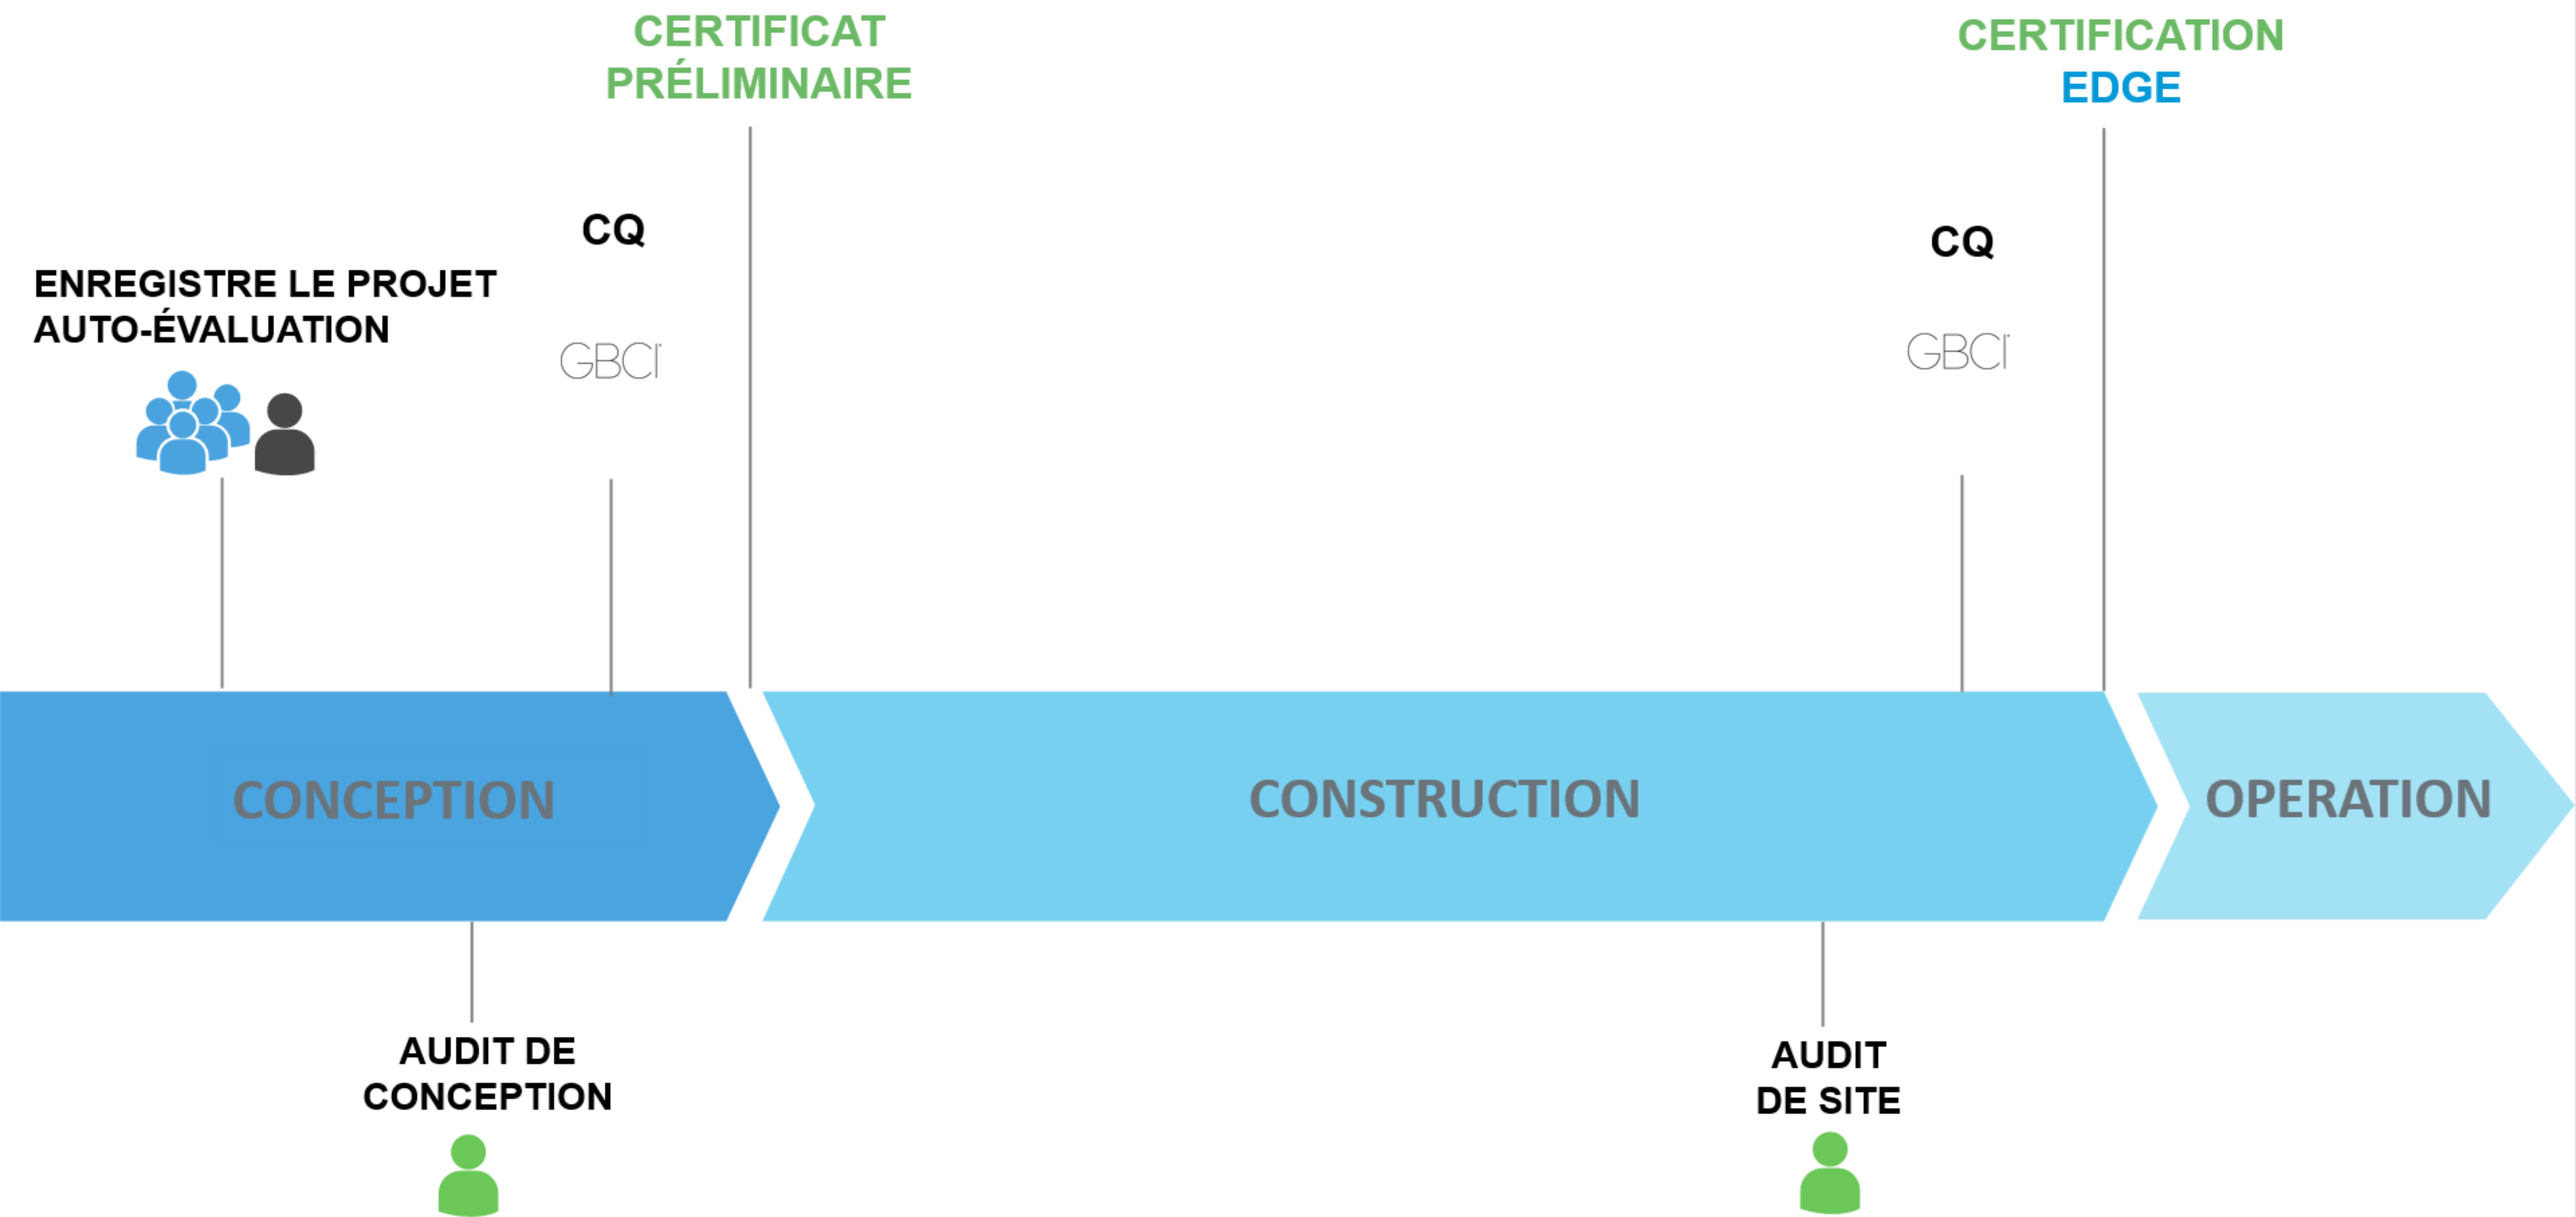 CERTIFICAT
PRÉLIMINAIRE
CERTIFICATION
EDGE
CQ
CQ
ENREGISTRE LE PROJET
AUTO-ÉVALUATION
GBCI
GBCI
CONCEPTION
CONSTRUCTION
OPERATION
AUDIT DE
CONCEPTION
AUDIT
DE SITE